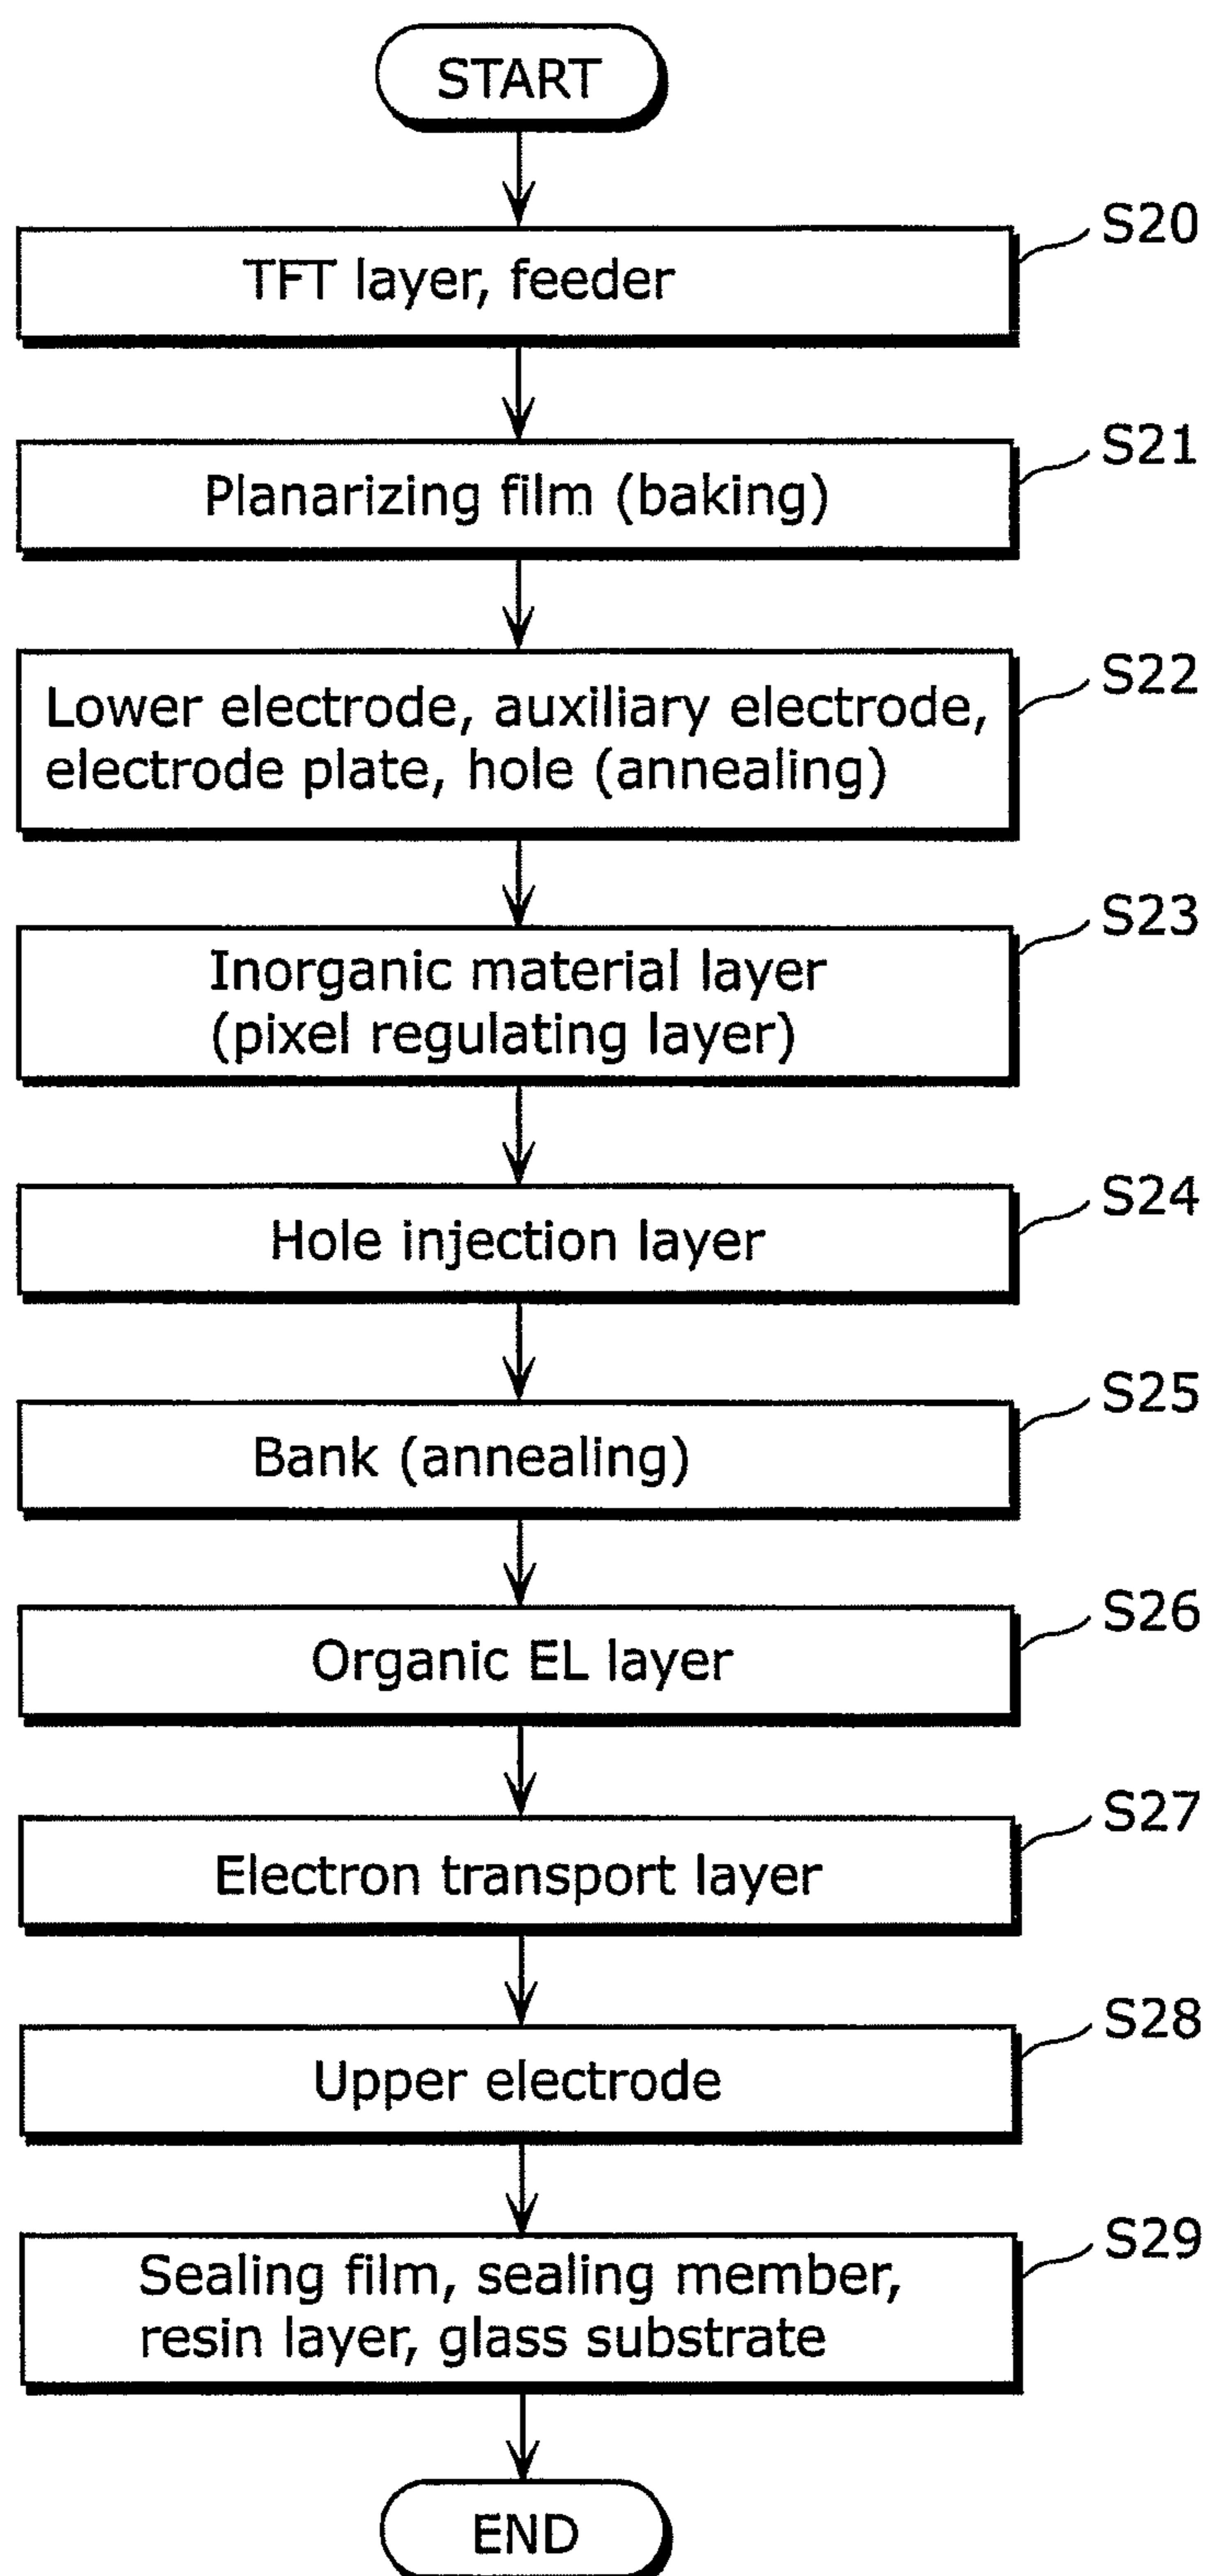 START
S20
TFT layer, feeder
S21
Planarizing film (baking)
S22
Lower electrode, auxiliary electrode,
electrode plate, hole (annealing)
S23
Inorganic material layer
(pixel regulating layer)
S24
Hole injection layer
S25
Bank (annealing)
S26
Organic EL layer
S27
Electron transport layer
S28
Upper electrode
S29
Sealing film, sealing member,
resin layer, glass substrate
END